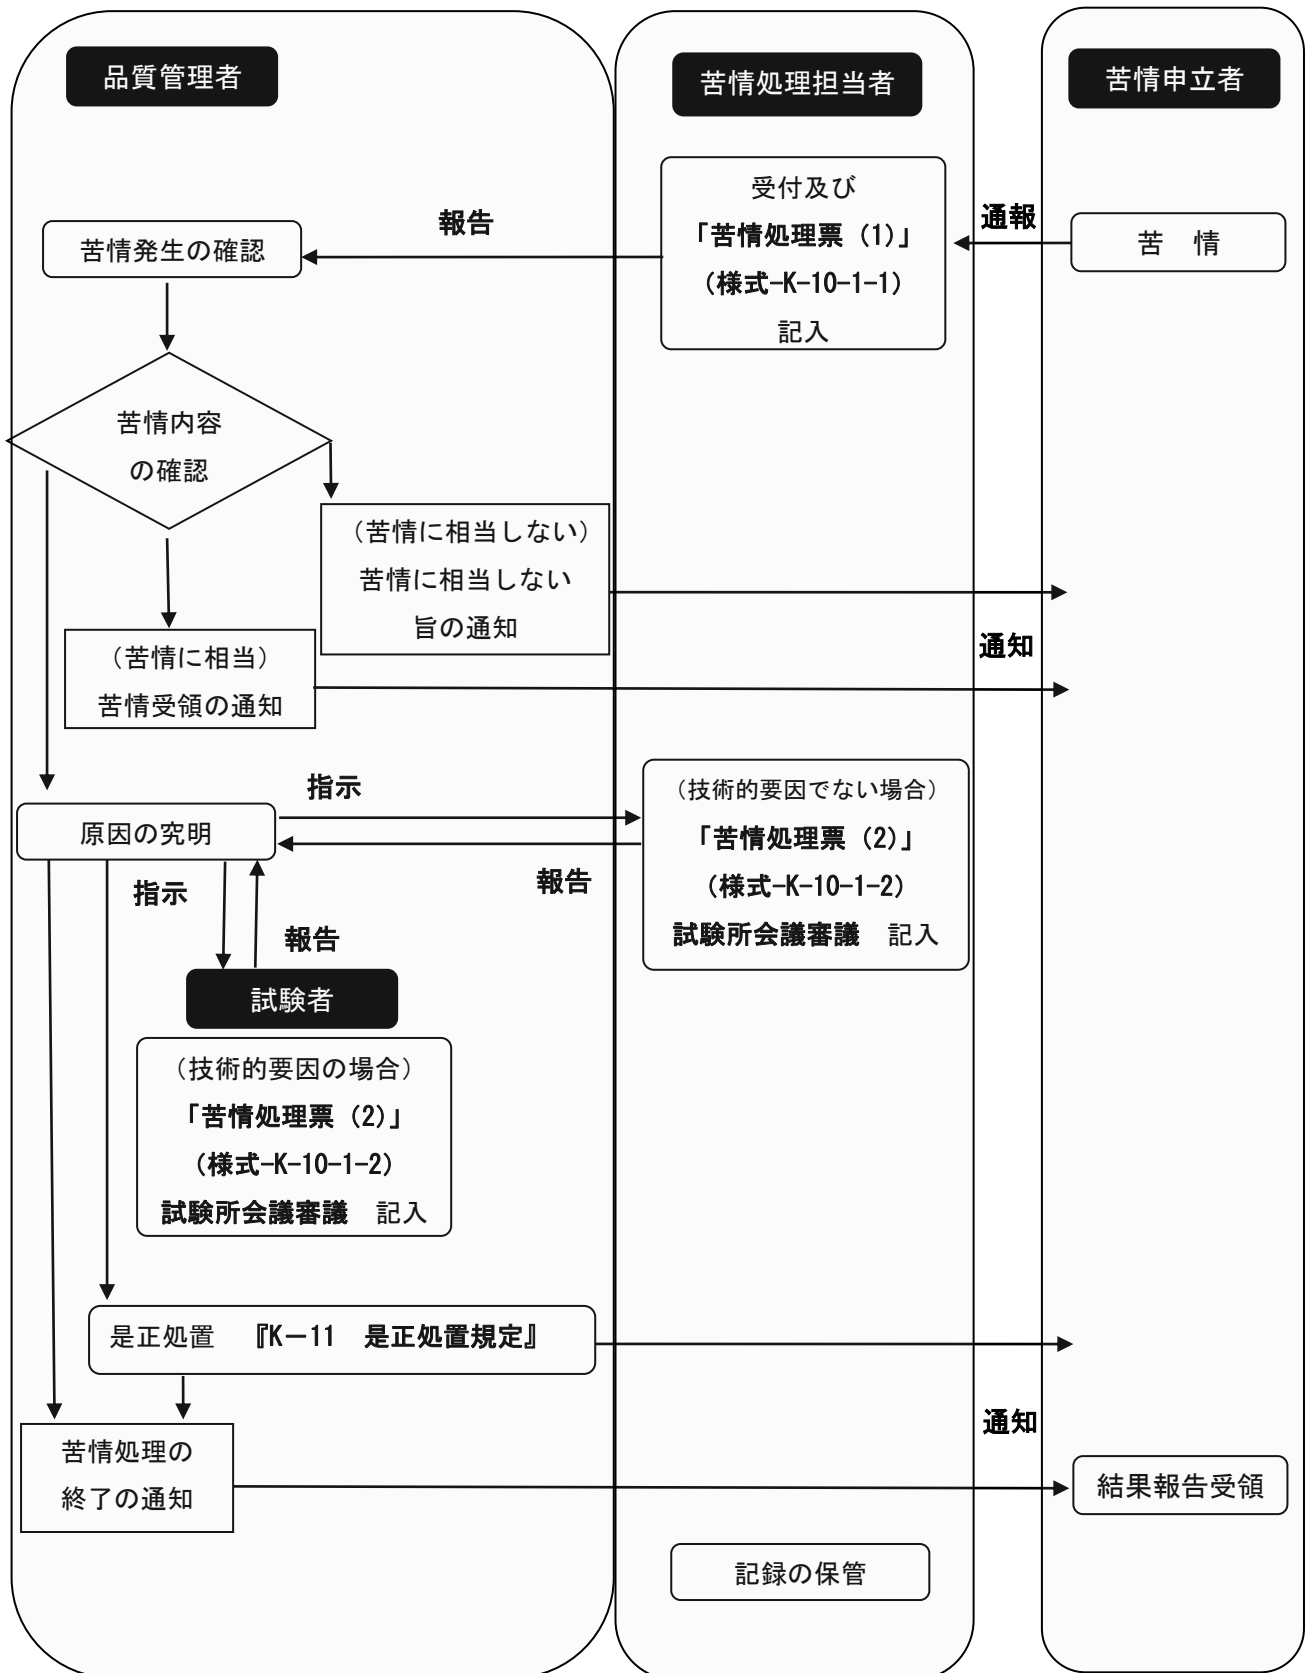 品質管理者
苦情処理担当者
苦情申立者
受付及び
「苦情処理票（1）」
（様式-K-10-1-1）
記入
通報
苦　情
報告
苦情発生の確認
苦情内容
の確認
（苦情に相当しない）
苦情に相当しない
旨の通知
（苦情に相当）
苦情受領の通知
通知
指示
原因の究明
（技術的要因でない場合）
「苦情処理票（2）」
（様式-K-10-1-2）
試験所会議審議　記入
報告
指示
報告
試験者
（技術的要因の場合）
「苦情処理票（2）」
（様式-K-10-1-2）
試験所会議審議　記入
是正処置　『K－11　是正処置規定』
通知
苦情処理の
終了の通知
結果報告受領
記録の保管